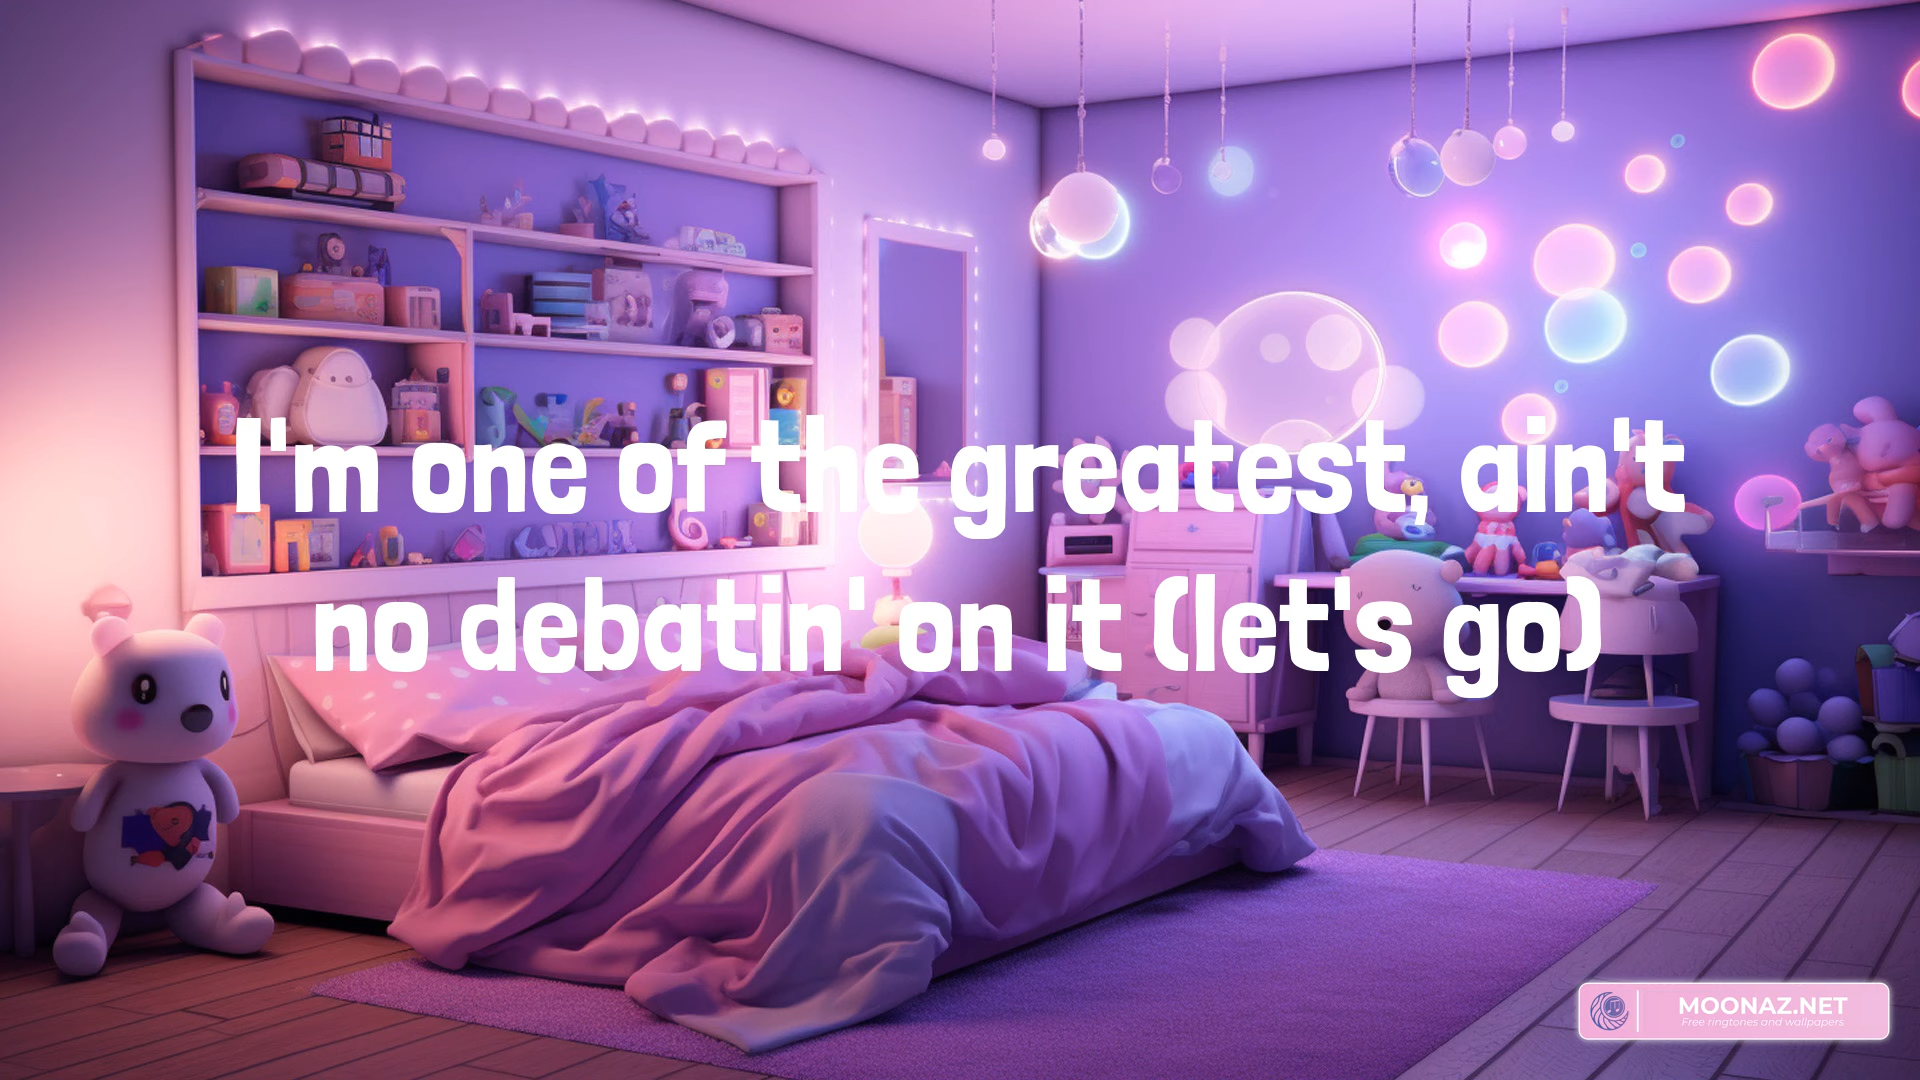 I'm one of the greatest, ain't
no debatin' on it (let's go)
MOONAZ.NET
Free ringtones and wallpapers